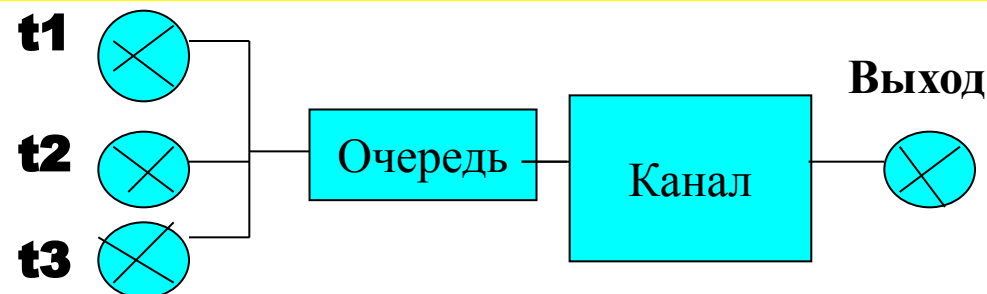 t1
Выход
t2
Очередь
Канал
t3